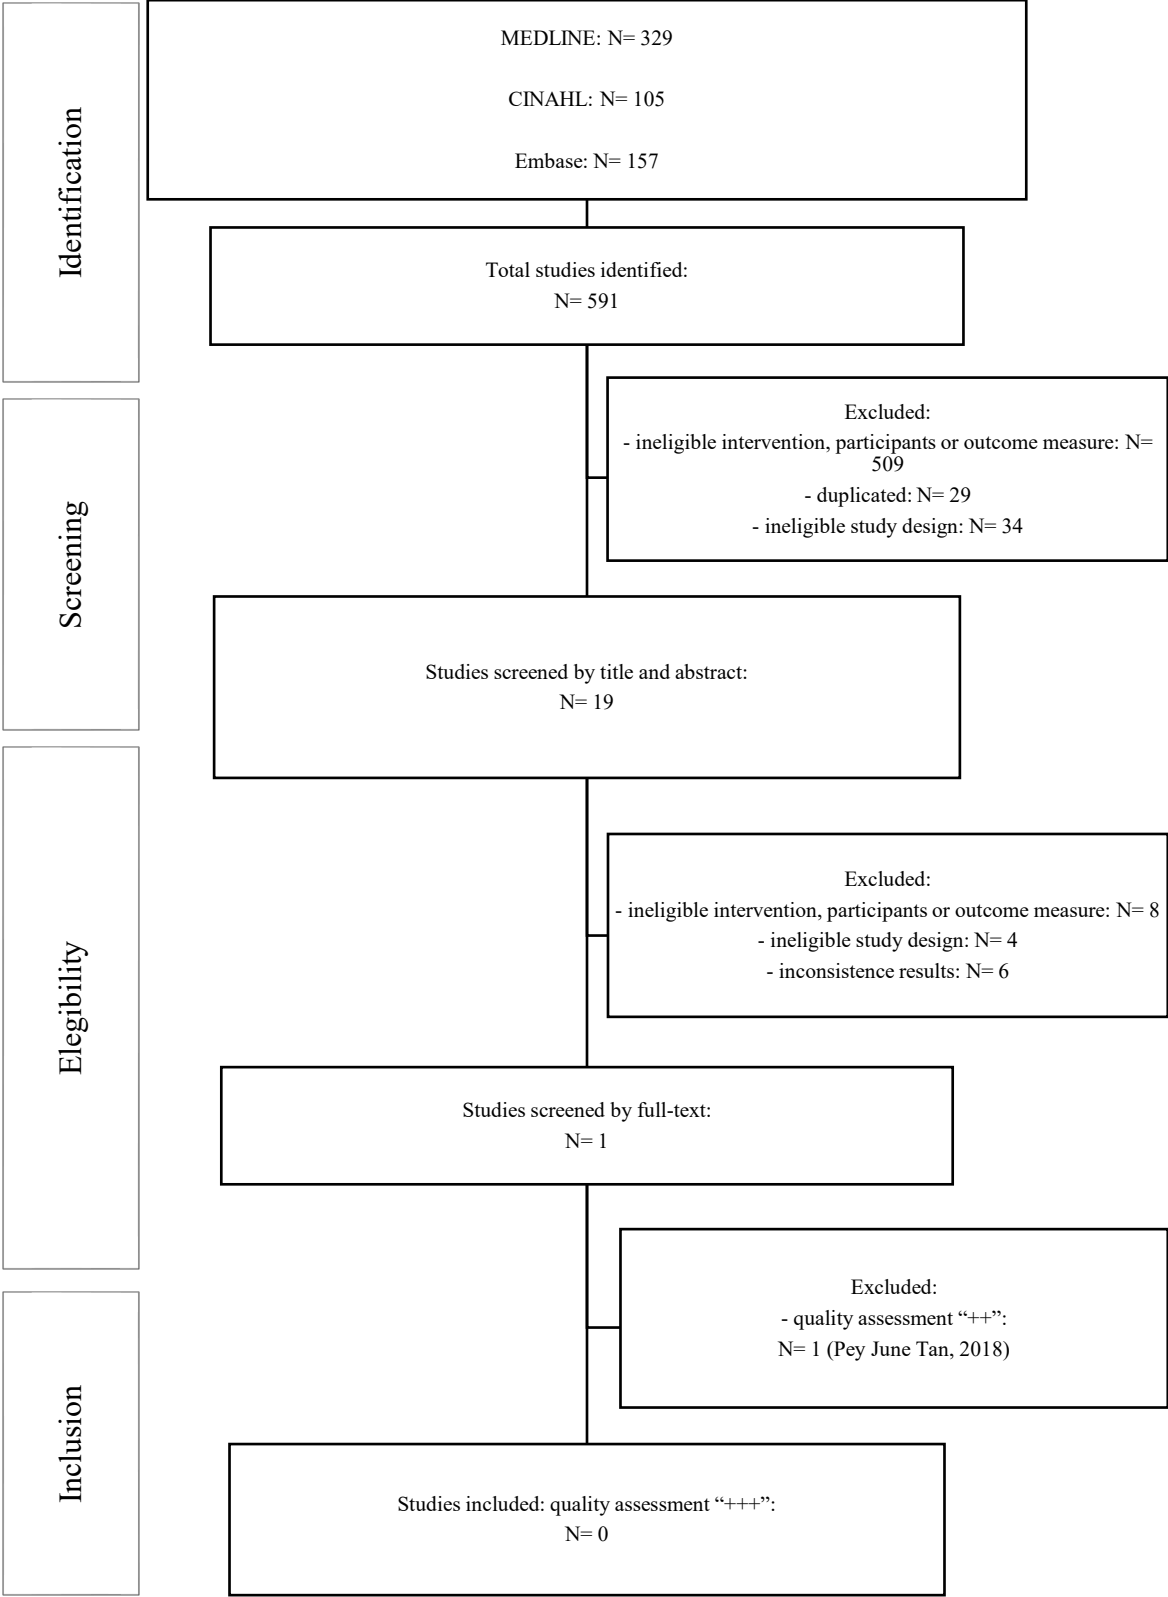 Identification
MEDLINE: N= 329
CINAHL: N= 105
Embase: N= 157
Total studies identified:
N= 591
Screening
Excluded:
- ineligible intervention, participants or outcome measure: N=
509
- duplicated: N= 29
- ineligible study design: N= 34
Studies screened by title and abstract:
N= 19
Elegibility
Excluded:
- ineligible intervention, participants or outcome measure: N= 8
- ineligible study design: N= 4
- inconsistence results: N= 6
Studies screened by full-text:
N= 1
Inclusion
Excluded:
- quality assessment “++”:
N= 1 (Pey June Tan, 2018)
Studies included: quality assessment “+++”:
N= 0